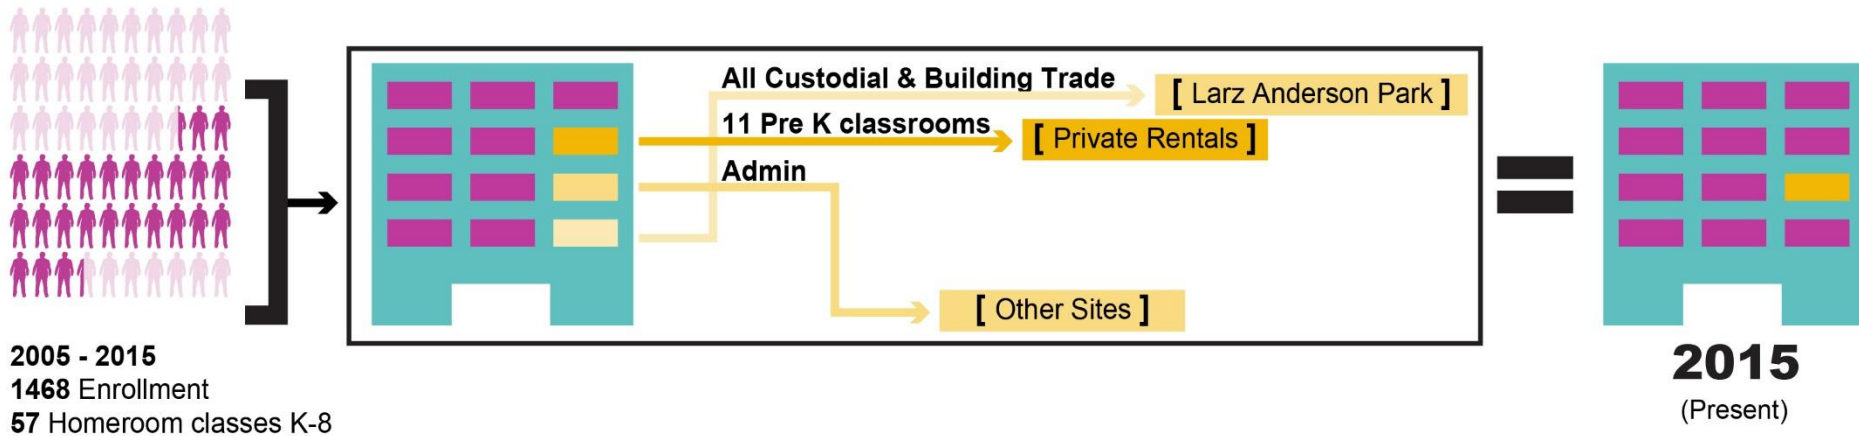 All Custodial & Building Trade
[ Larz Anderson Park ]
11 Pre K classrooms
[ Private Rentals ]
Admin
[ Other Sites ]
2005 - 2015
1468 Enrollment
57 Homeroom classes K-8
2015
(Present)